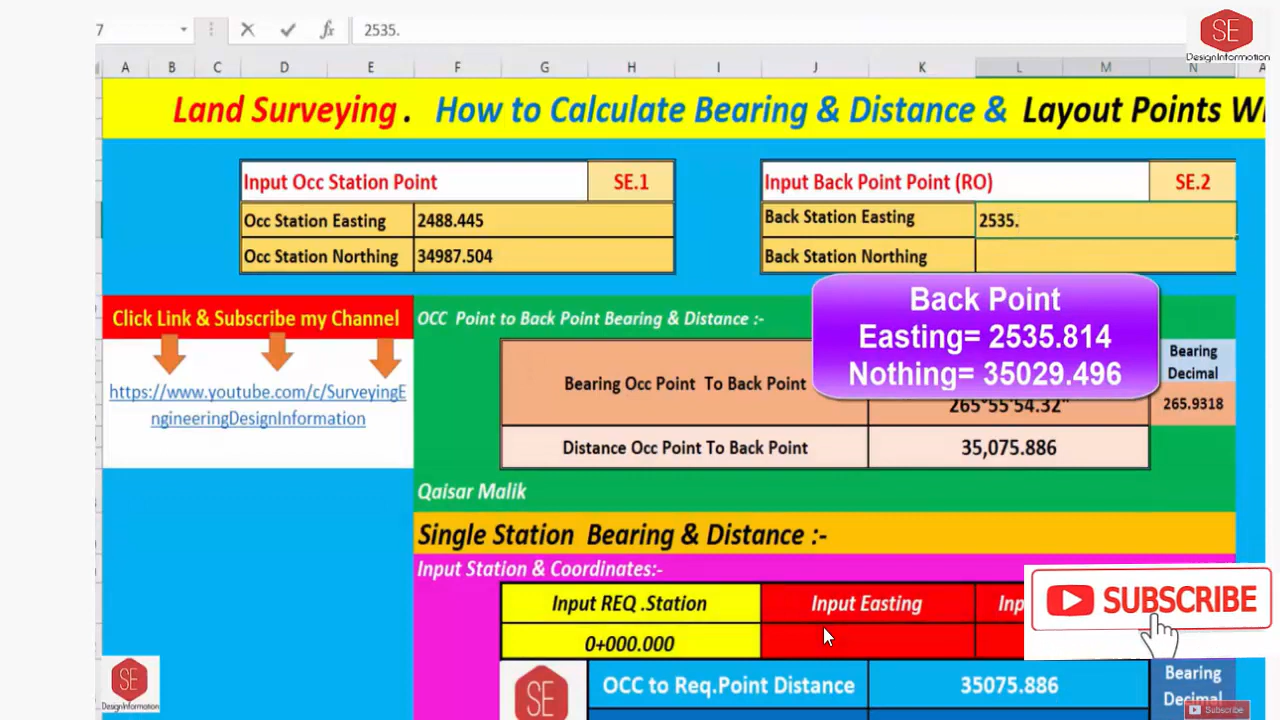 7
fx
2535.
SE
DesignInformation
A B C D E F G H I J K L M N
Land Surveying . How to Calculate Bearing & Distance & Layout Points
Input Occ Station Point SE.1
Input Back Point Point (RO) SE.2
Occ Station Easting 2488.445
Back Station Easting 2535.
Occ Station Northing 34987.504
Back Station Northing
Click Link & Subscribe my Channel
OCC Point to Back Point Bearing & Distance :-
Back Point
Easting= 2535.814
Nothing= 35029.496
https://www.youtube.com/c/SurveyingE
ngineeringDesignInformation
Bearing Occ Point To Back Point
265°55'54.32"
Bearing
Decimal
265.9318
Distance Occ Point To Back Point 35,075.886
Qaisar Malik
Single Station Bearing & Distance :-
Input Station & Coordinates:-
Input REQ .Station Input Easting
0+000.000
SUBSCRIBE
SE
DesignInformation
SE
OCC to Req.Point Distance 35075.886
Bearing
Decimal
Subscribe